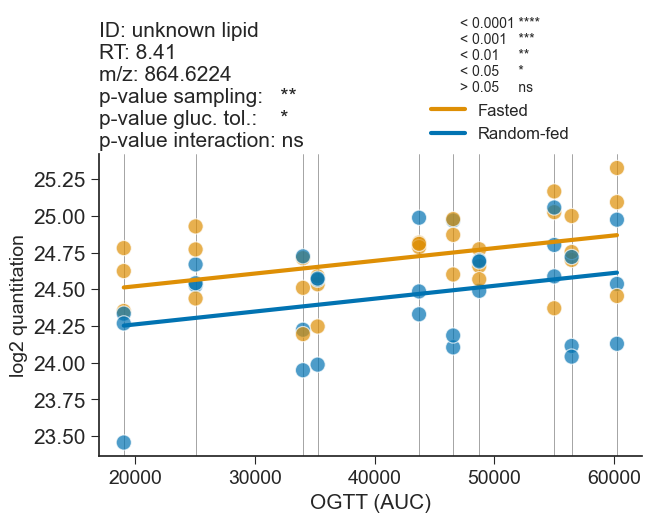 ID: unknown lipid
RT: 8.41
m/z: 864.6224
p-value sampling: **
p-value gluc. tol.: *
p-value interaction: ns
< 0.0001 ****
< 0.001 ***
< 0.01 **
< 0.05 *
> 0.05 ns
Fasted
Random-fed
log2 quantitation
25.25
25.00
24.75
24.50
24.25
24.00
23.75
23.50
20000 30000 40000 50000 60000
OGTT (AUC)